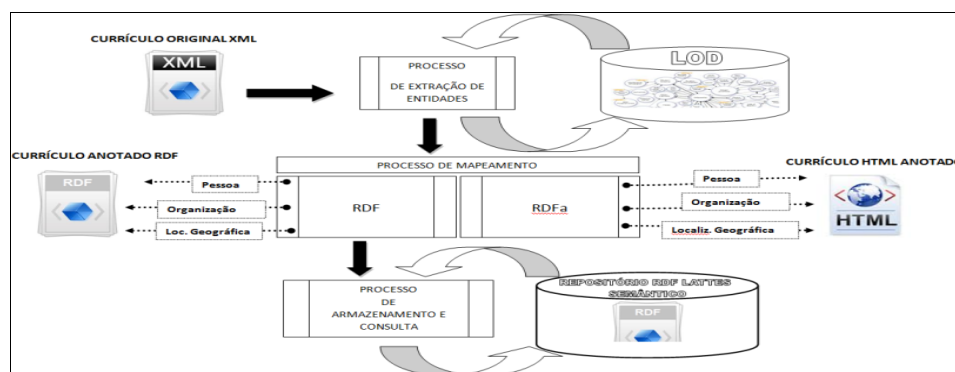 CURRÍCULO ORIGINAL XML
XML
PROCESSO
DE EXTRAÇÃO DE
ENTIDADES
LOD
PROCESSO DE MAPEAMENTO
CURRÍCULO ANOTADO RDF
RDF
Pessoa
Organização
Loc. Geográfica
RDF
RDFa
Pessoa
Organização
Localiz. Geográfica
CURRÍCULO HTML ANOTADO
HTML
PROCESSO
DE
ARMAZENAMENTO E
CONSULTA
REPOSITÓRIO RDF LATTES
SEMÂNTICO
RDF